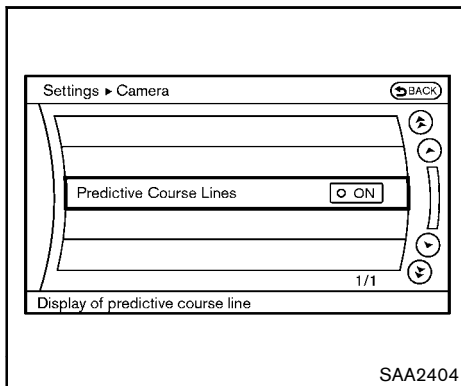 Settings ▸ Camera
BACK
Predictive Course Lines
ON
1/1
Display of predictive course line
SAA2404